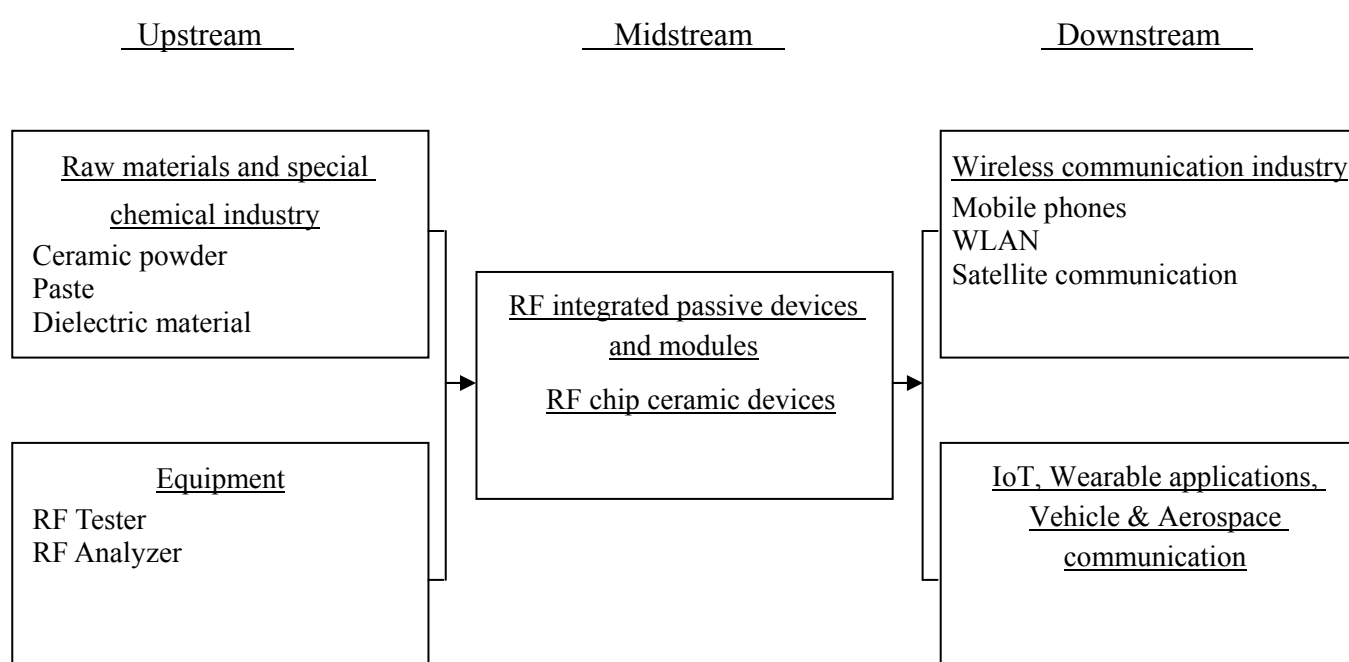 Upstream
Midstream
Downstream
Raw materials and special
chemical industry
Ceramic powder
Paste
Dielectric material
Equipment
RF Tester
RF Analyzer
RF integrated passive devices
and modules
RF chip ceramic devices
Wireless communication industry
Mobile phones
WLAN
Satellite communication
IoT, Wearable applications,
Vehicle & Aerospace
communication